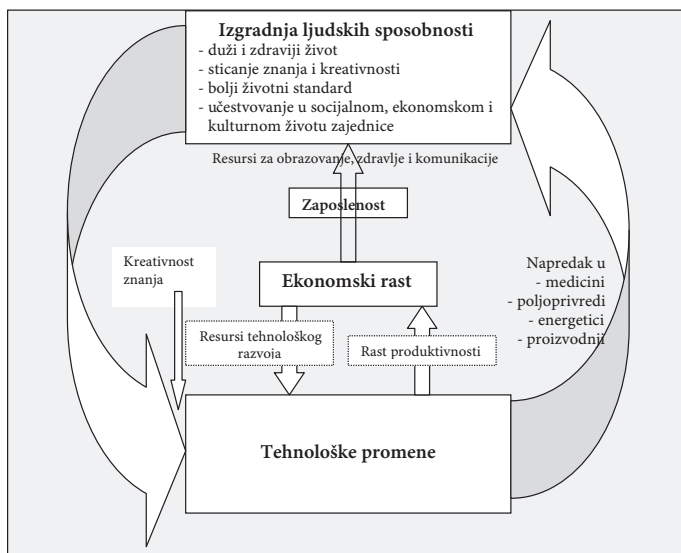 Izgradnja ljudskih sposobnosti
- duži i zdraviji život
- sticanje znanja i kreativnosti
- bolji životni standard
- učestvovanje u socijalnom, ekonomskom i
kulturnom životu zajednice
Resursi za obrazovanje, zdravlje i komunikacije
Zaposlenost
Kreativnost
znanja
Ekonomski rast
Napredak u
- medicini
- poljoprivredi
- energetici
- proizvodnji
Resursi tehnološkog
razvoja
Rast produktivnosti
Tehnološke promene